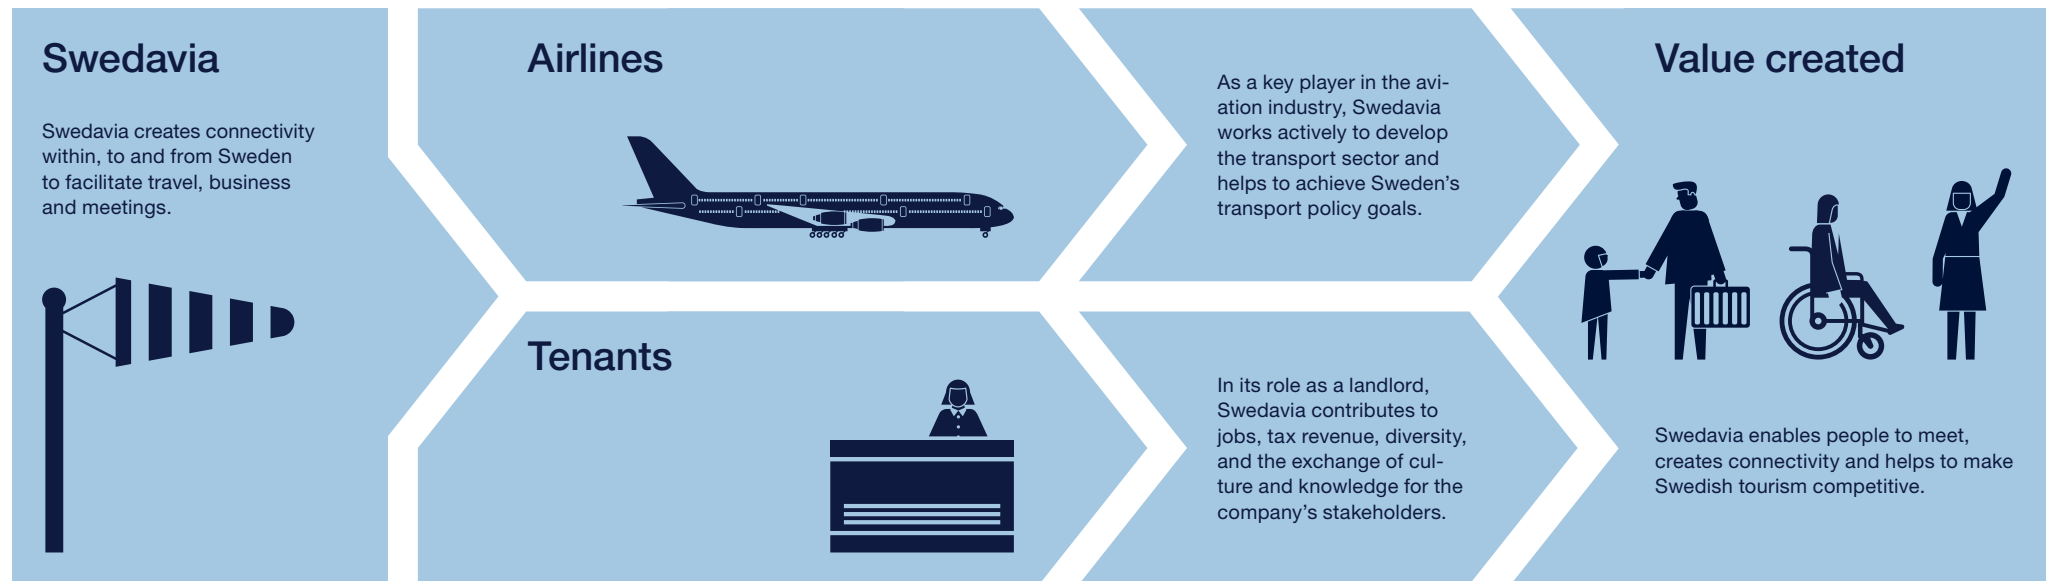 Swedavia
Swedavia creates connectivity
within, to and from Sweden
to facilitate travel, business
and meetings.
Airlines
As a key player in the avi-
ation industry, Swedavia
works actively to develop
the transport sector and
helps to achieve Sweden’s
transport policy goals.
Tenants
In its role as a landlord,
Swedavia contributes to
jobs, tax revenue, diversity,
and the exchange of cul-
ture and knowledge for the
company’s stakeholders.
Value created
Swedavia enables people to meet,
creates connectivity and helps to make
Swedish tourism competitive.